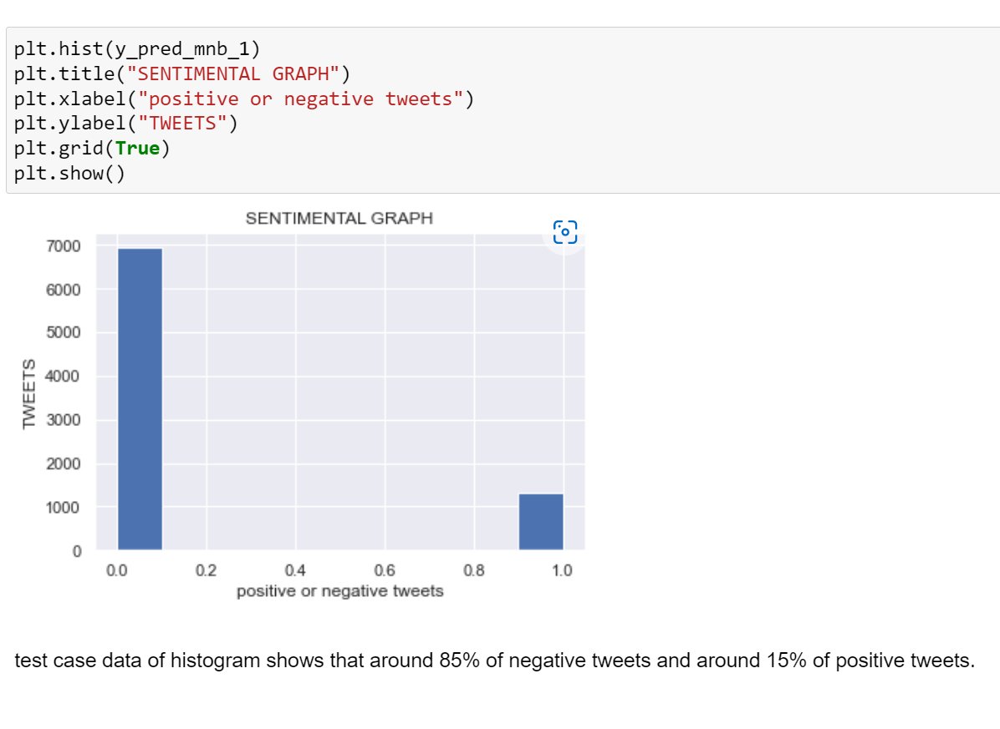 plt.hist(y_pred_mnb_1)
plt.title("SENTIMENTAL GRAPH")
plt.xlabel("positive or negative tweets")
plt.ylabel("TWEETS")
plt.grid(True)
plt.show()
SENTIMENTAL GRAPH
7000
6000
5000
4000
3000
2000
1000
0
TWEETS
0.0 0.2 0.4 0.6 0.8 1.0
positive or negative tweets
test case data of histogram shows that around 85% of negative tweets and around 15% of positive tweets.